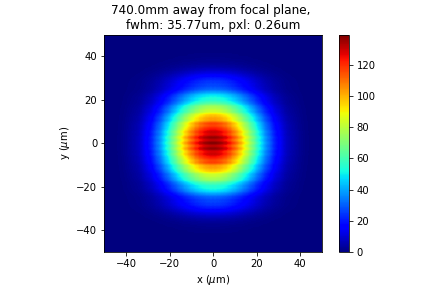 740.0mm away from focal plane,
fwhm: 35.77um, pxl: 0.26um
40
20
0
−20
−40
y (μm)
−40 −20 0 20 40
x (μm)
120
100
80
60
40
20
0